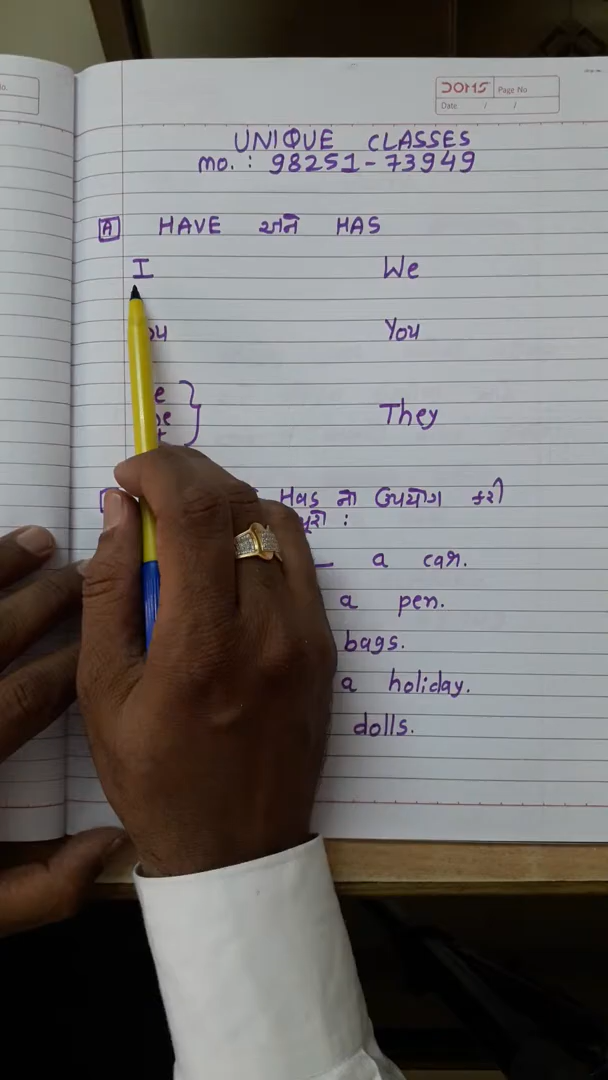 DOMS Page No
Date / /
UNIQUE CLASSES
MO. : 98251-73949
A HAVE અને HAS
I We
You
They
Has નો ઉપયોગ કરી
પૂરો :
a car.
a pen.
bags.
a holiday.
dolls.